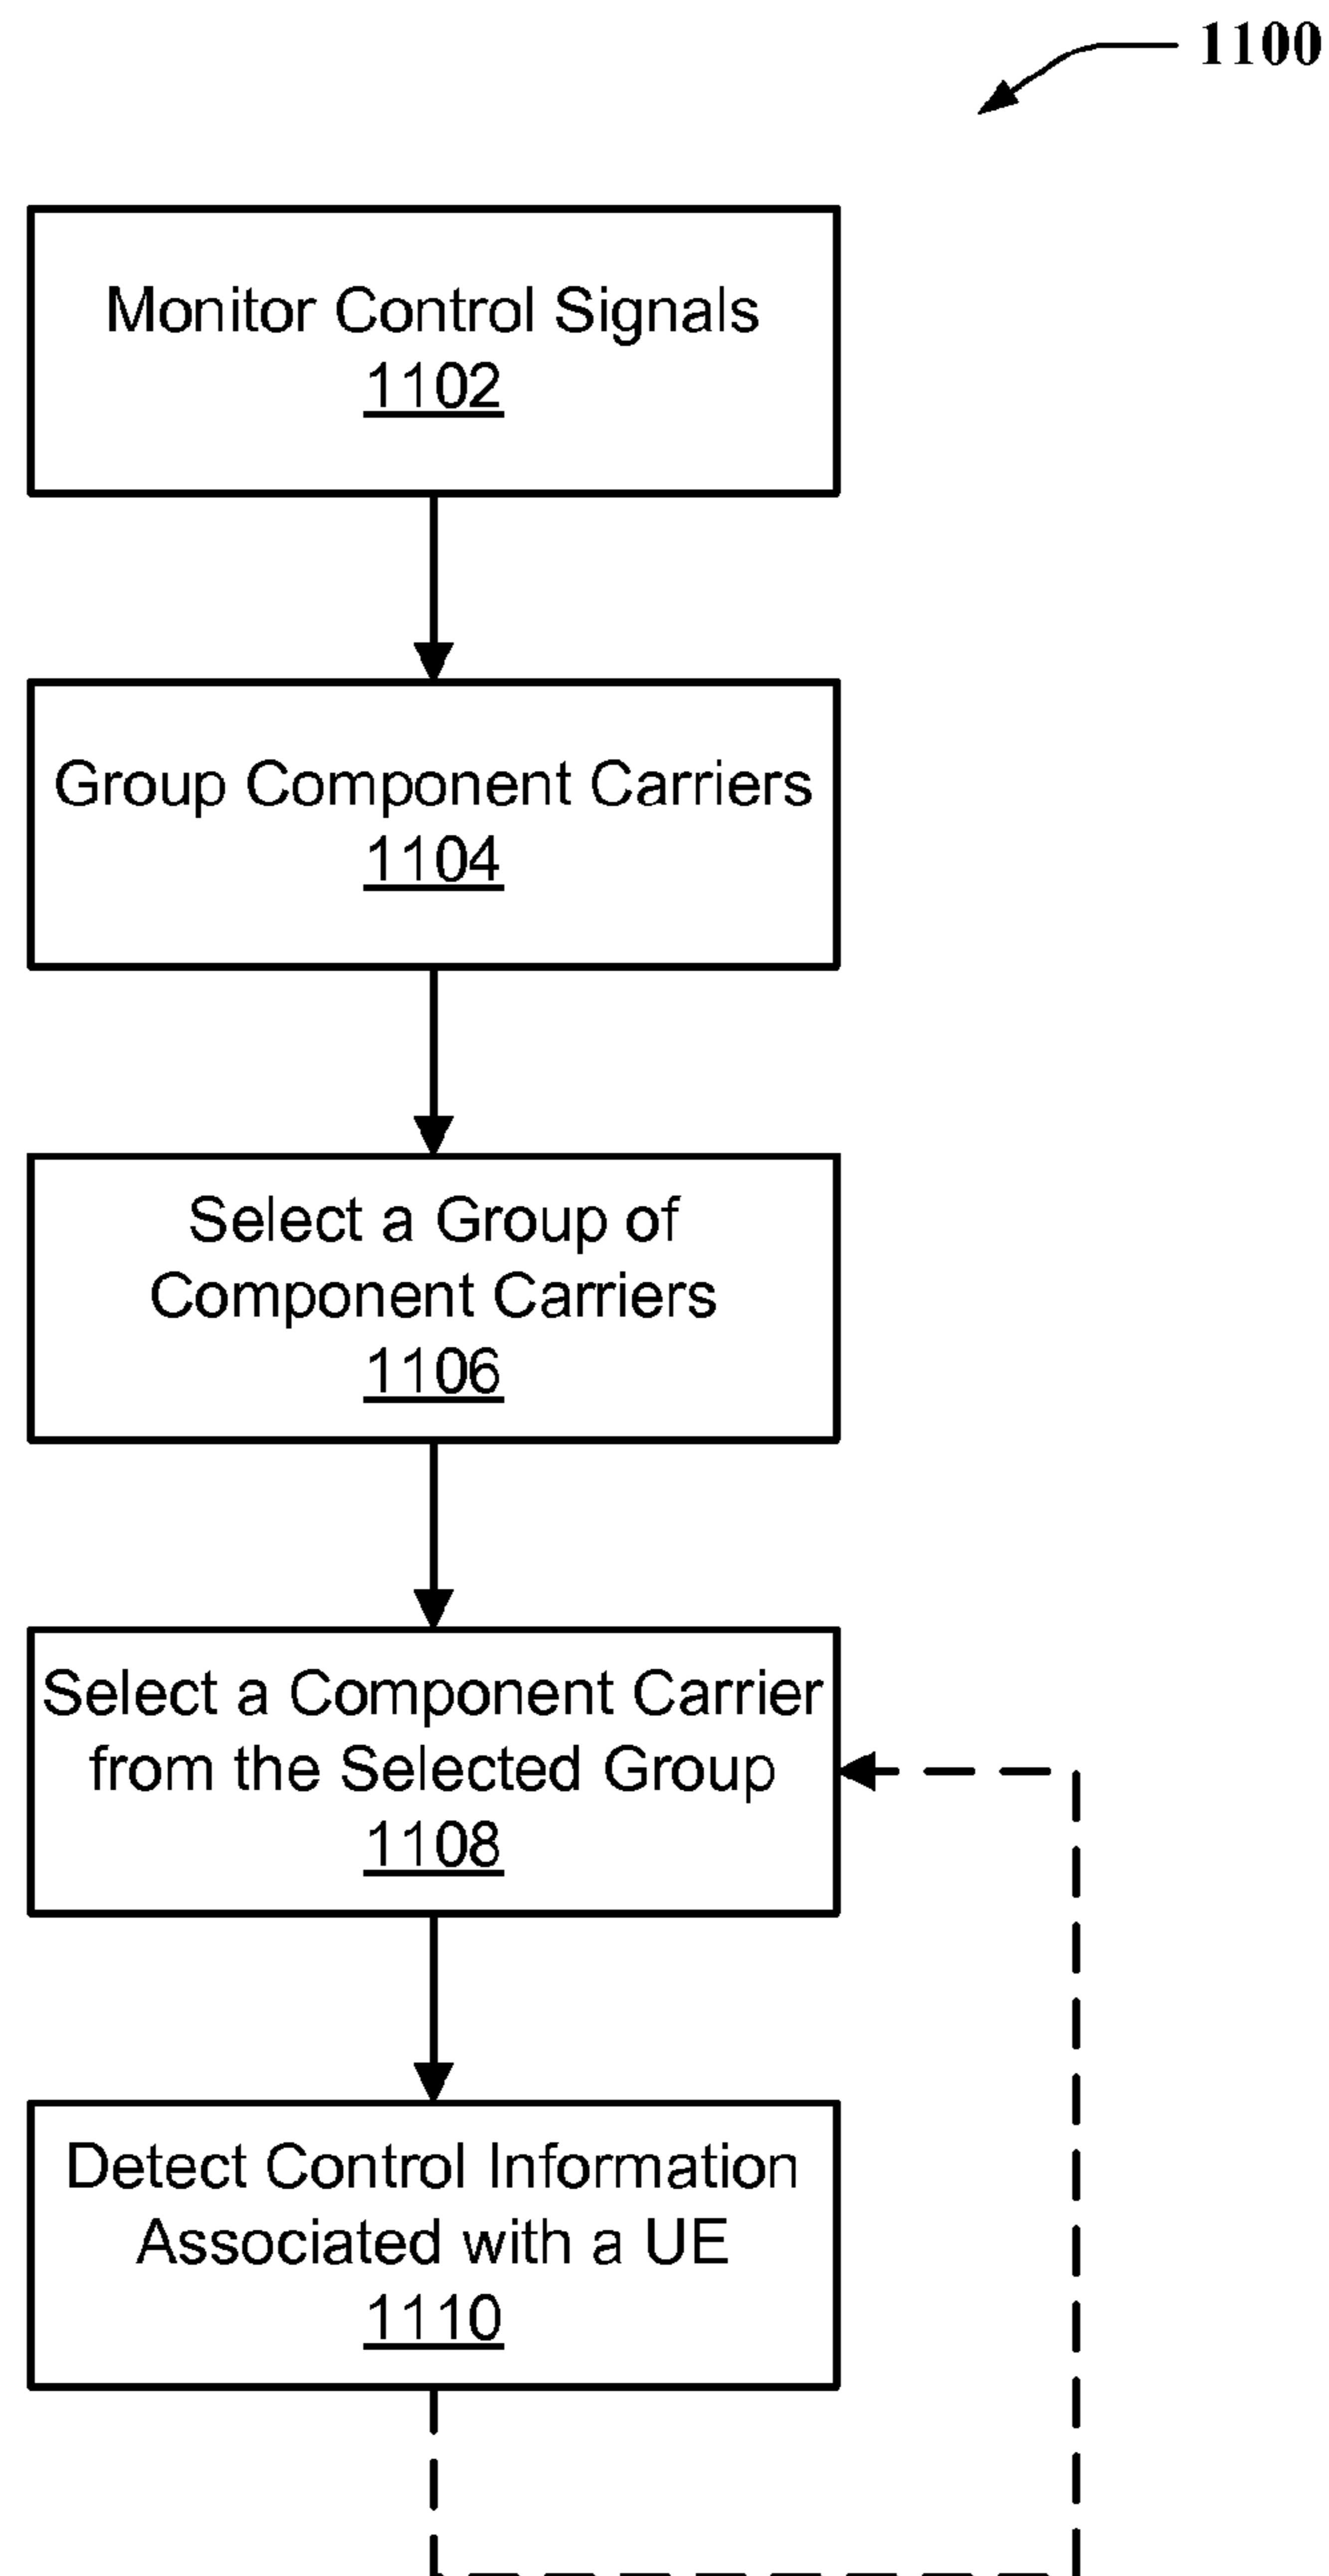 1100
Monitor Control Signals
1102
Group Component Carriers
1104
Select a Group of
Component Carriers
1106
Select a Component Carrier
from the Selected Group
1108
Detect Control Information
Associated with a UE
1110